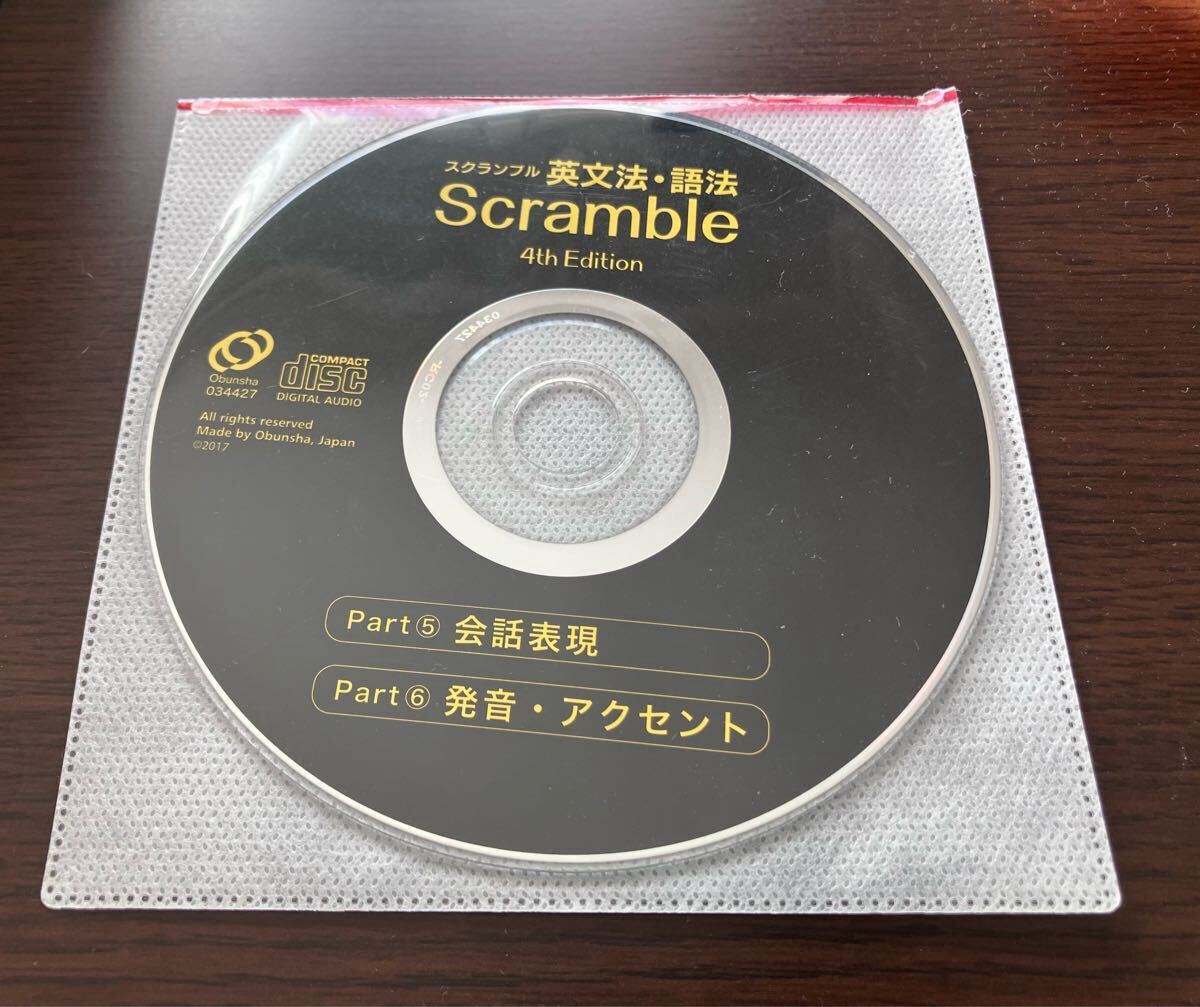 スクランブル 英文法・語法
Scramble
4th Edition
Obunsha
034427
COMPACT
disc
DIGITAL AUDIO
All rights reserved
Made by Obunsha, Japan
©2017
034427
Part⑤ 会話表現
Part⑥ 発音・アクセント